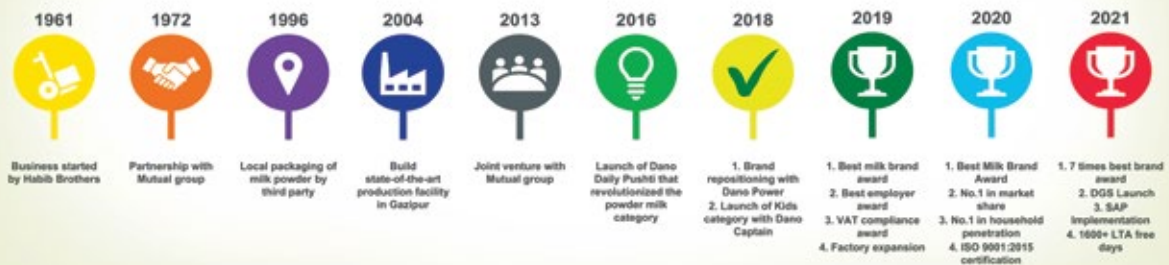 1961
Business started
by Habib Brothers
1972
Partnership with
Mutual group
1996
Local packaging of
milk powder by
third party
2004
Build
state-of-the-art
production facility
in Gazipur
2013
Joint venture with
Mutual group
2016
Launch of Dano
Daily Pushti that
revolutionized the
powder milk
category
2018
1. Brand
repositioning with
Dano Power
2. Launch of Kids
category with Dano
Captain
2019
1. Best milk brand
award
2. Best employer
award
3. VAT compliance
award
4. Factory expansion
2020
1. Best Milk Brand
Award
2. No.1 in market
share
3. No.1 in household
penetration
4. ISO 9001:2015
certification
2021
1. 7 times best brand
award
2. DGS Launch
3. SAP
Implementation
4. 1600+ LTA free
days